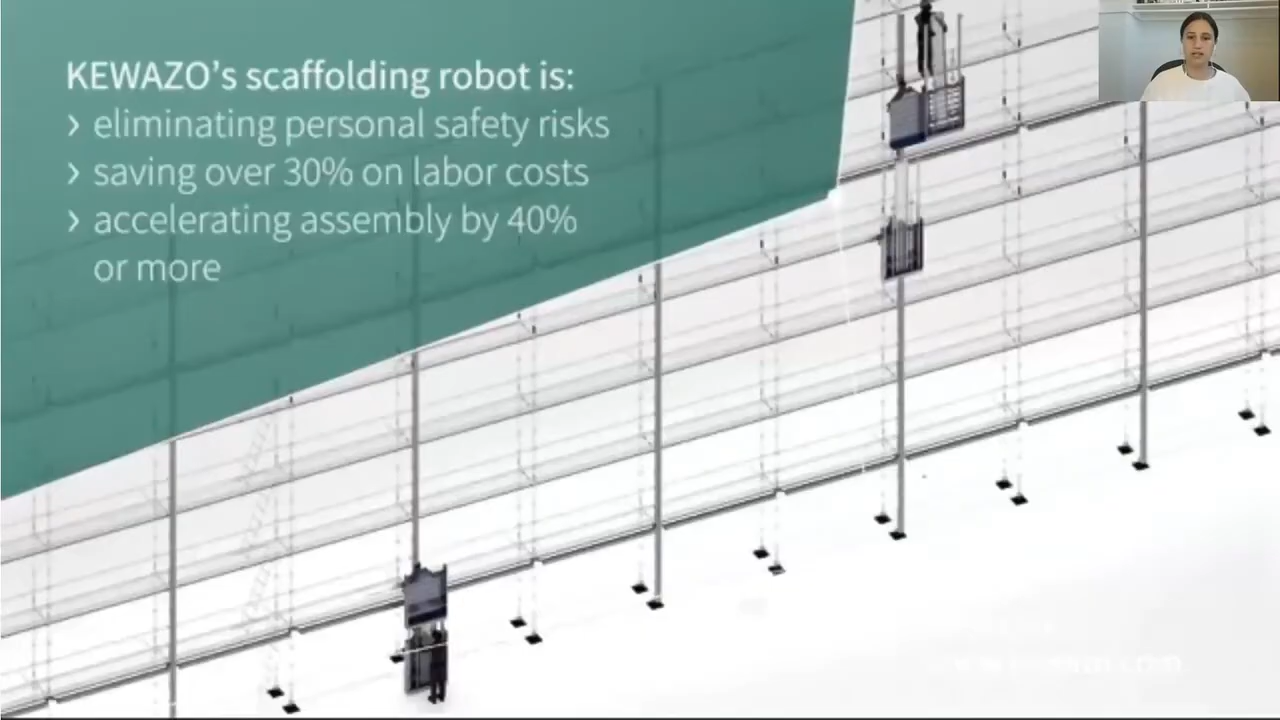 KEWAZO’s scaffolding robot is:
› eliminating personal safety risks
› saving over 30% on labor costs
› accelerating assembly by 40%
or more